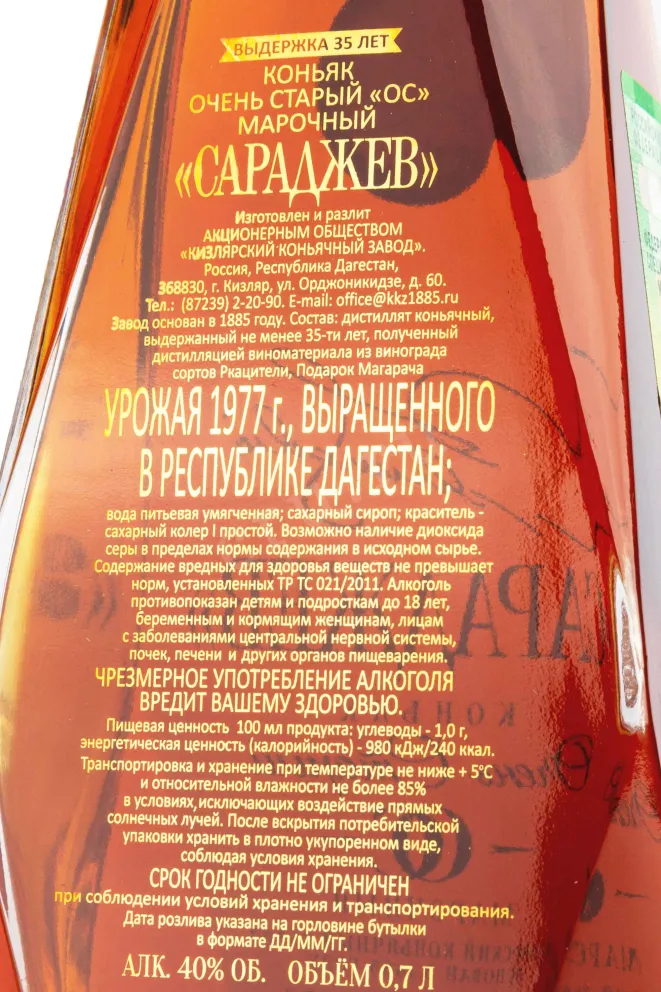 ВЫДЕРЖКА 35 ЛЕТ
КОНЬЯК
ОЧЕНЬ СТАРЫЙ «ОС»
МАРОЧНЫЙ
«САРАДЖЕВ»
Изготовлен и разлит
АКЦИОНЕРНЫМ ОБЩЕСТВОМ
«КИЗЛЯРСКИЙ КОНЬЯЧНЫЙ ЗАВОД».
Россия, Республика Дагестан,
368830, г. Кизляр, ул. Орджоникидзе, д. 60.
Тел.: (87239) 2-20-90. E-mail: office@kkz1885.ru
Завод основан в 1885 году. Состав: дистиллят коньячный,
выдержанный не менее 35-ти лет, полученный
дистилляцией виноматериала из винограда
сортов Ркацители, Подарок Магарача
УРОЖАЯ 1977 г., ВЫРАЩЕННОГО
В РЕСПУБЛИКЕ ДАГЕСТАН;
вода питьевая умягченная; сахарный сироп; краситель -
сахарный колер I простой. Возможно наличие диоксида
серы в пределах нормы содержания в исходном сырье.
Содержание вредных для здоровья веществ не превышает
норм, установленных ТР ТС 021/2011. Алкоголь
противопоказан детям и подросткам до 18 лет,
беременным и кормящим женщинам, лицам
с заболеваниями центральной нервной системы,
почек, печени и других органов пищеварения.
ЧРЕЗМЕРНОЕ УПОТРЕБЛЕНИЕ АЛКОГОЛЯ
ВРЕДИТ ВАШЕМУ ЗДОРОВЬЮ.
Пищевая ценность 100 мл продукта: углеводы - 1,0 г,
энергетическая ценность (калорийность) - 980 кДж/240 ккал.
Транспортировка и хранение при температуре не ниже + 5°С
и относительной влажности не более 85%
в условиях, исключающих воздействие прямых
солнечных лучей. После вскрытия потребительской
упаковки хранить в плотно укупоренном виде,
соблюдая условия хранения.
СРОК ГОДНОСТИ НЕ ОГРАНИЧЕН
при соблюдении условий хранения и транспортирования.
Дата розлива указана на горловине бутылки
в формате ДД/ММ/ГГ.
АЛК. 40% ОБ. ОБЪЁМ 0,7 Л